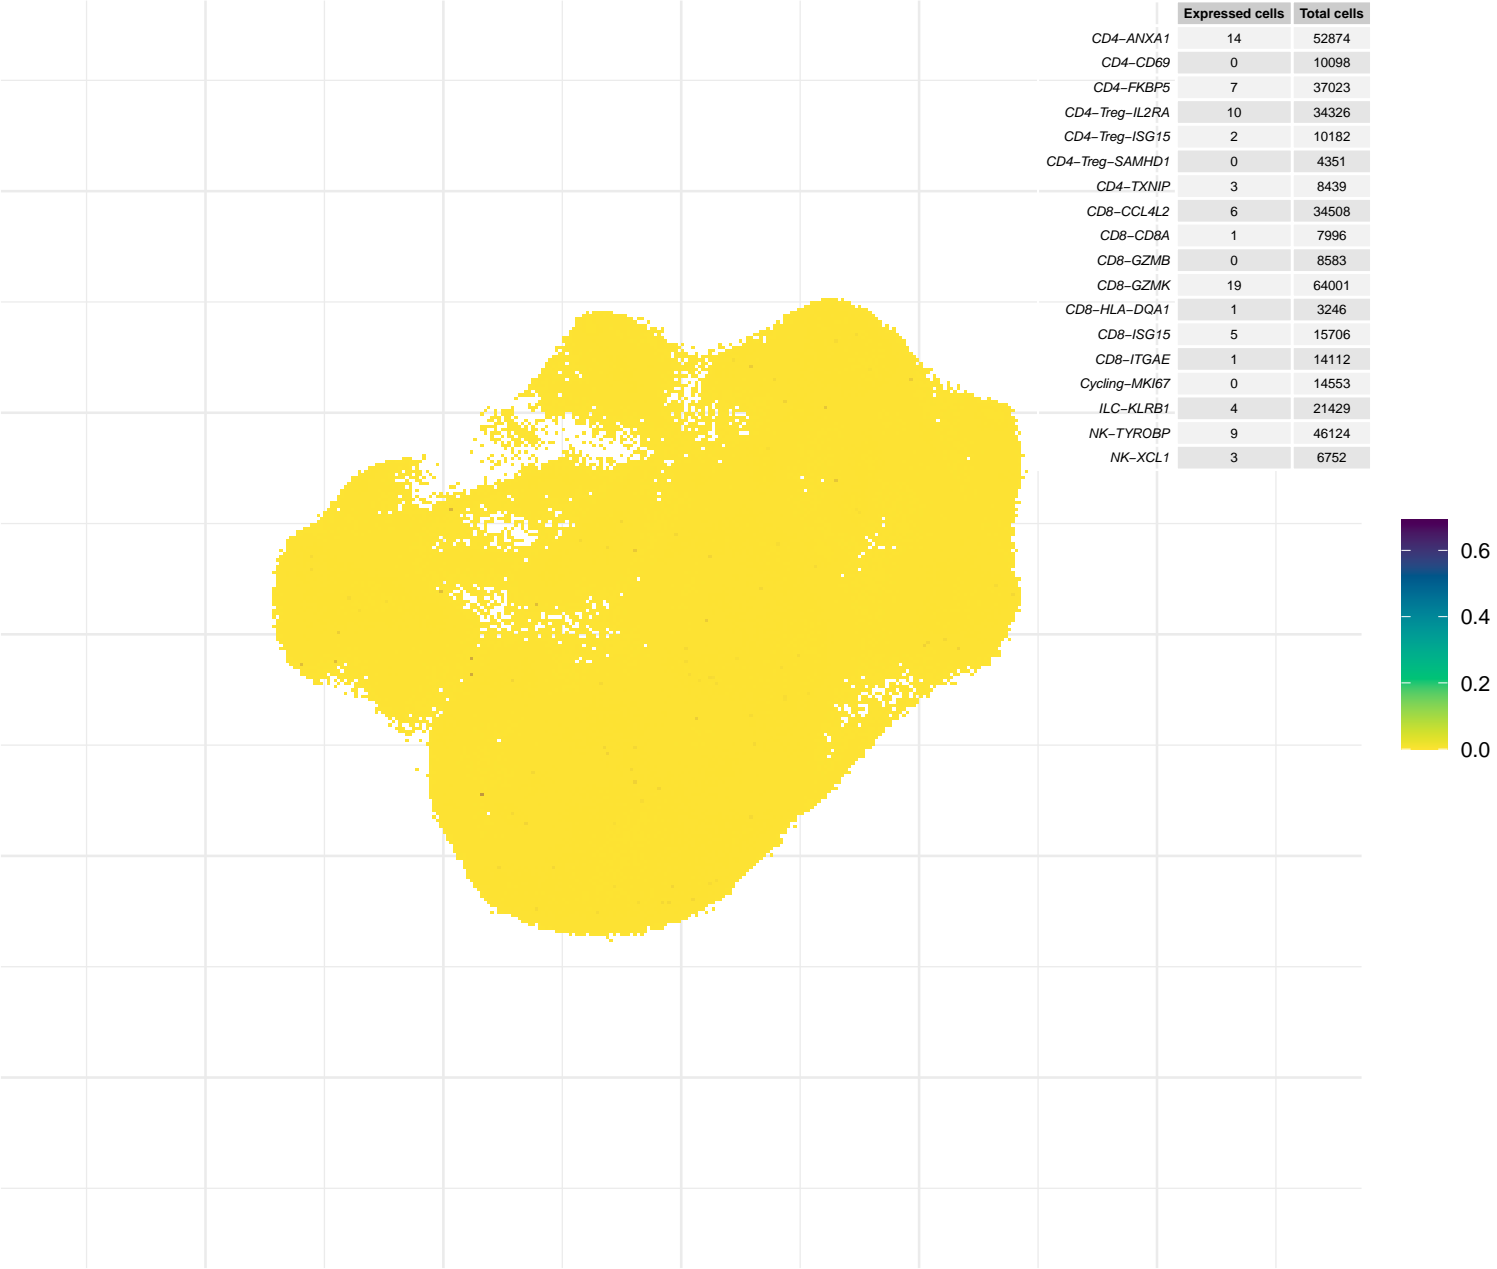 Expressed cells Total cells
CD4−ANXA1 14 52874
CD4−CD69 0 10098
CD4−FKBP5 7 37023
CD4−Treg−IL2RA 10 34326
CD4−Treg−ISG15 2 10182
CD4−Treg−SAMHD1 0 4351
CD4−TXNIP 3 8439
CD8−CCL4L2 6 34508
CD8−CD8A 1 7996
CD8−GZMB 0 8583
CD8−GZMK 19 64001
CD8−HLA−DQA1 1 3246
CD8−ISG15 5 15706
CD8−ITGAE 1 14112
Cycling−MKI67 0 14553
ILC−KLRB1 4 21429
NK−TYROBP 9 46124
NK−XCL1 3 6752
0.6
0.4
0.2
0.0